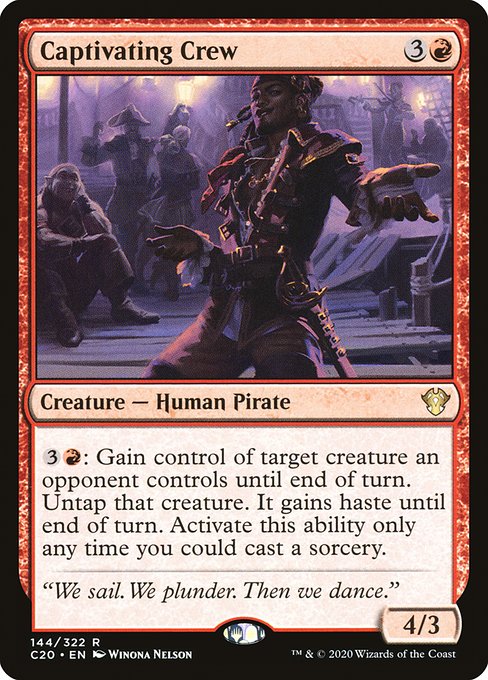 Captivating Crew 3
Creature — Human Pirate
3: Gain control of target creature an
opponent controls until end of turn.
Untap that creature. It gains haste until
end of turn. Activate this ability only
any time you could cast a sorcery.
"We sail. We plunder. Then we dance."
4/3
144/322 R
C20 • EN Winona Nelson
™ & © 2020 Wizards of the Coast